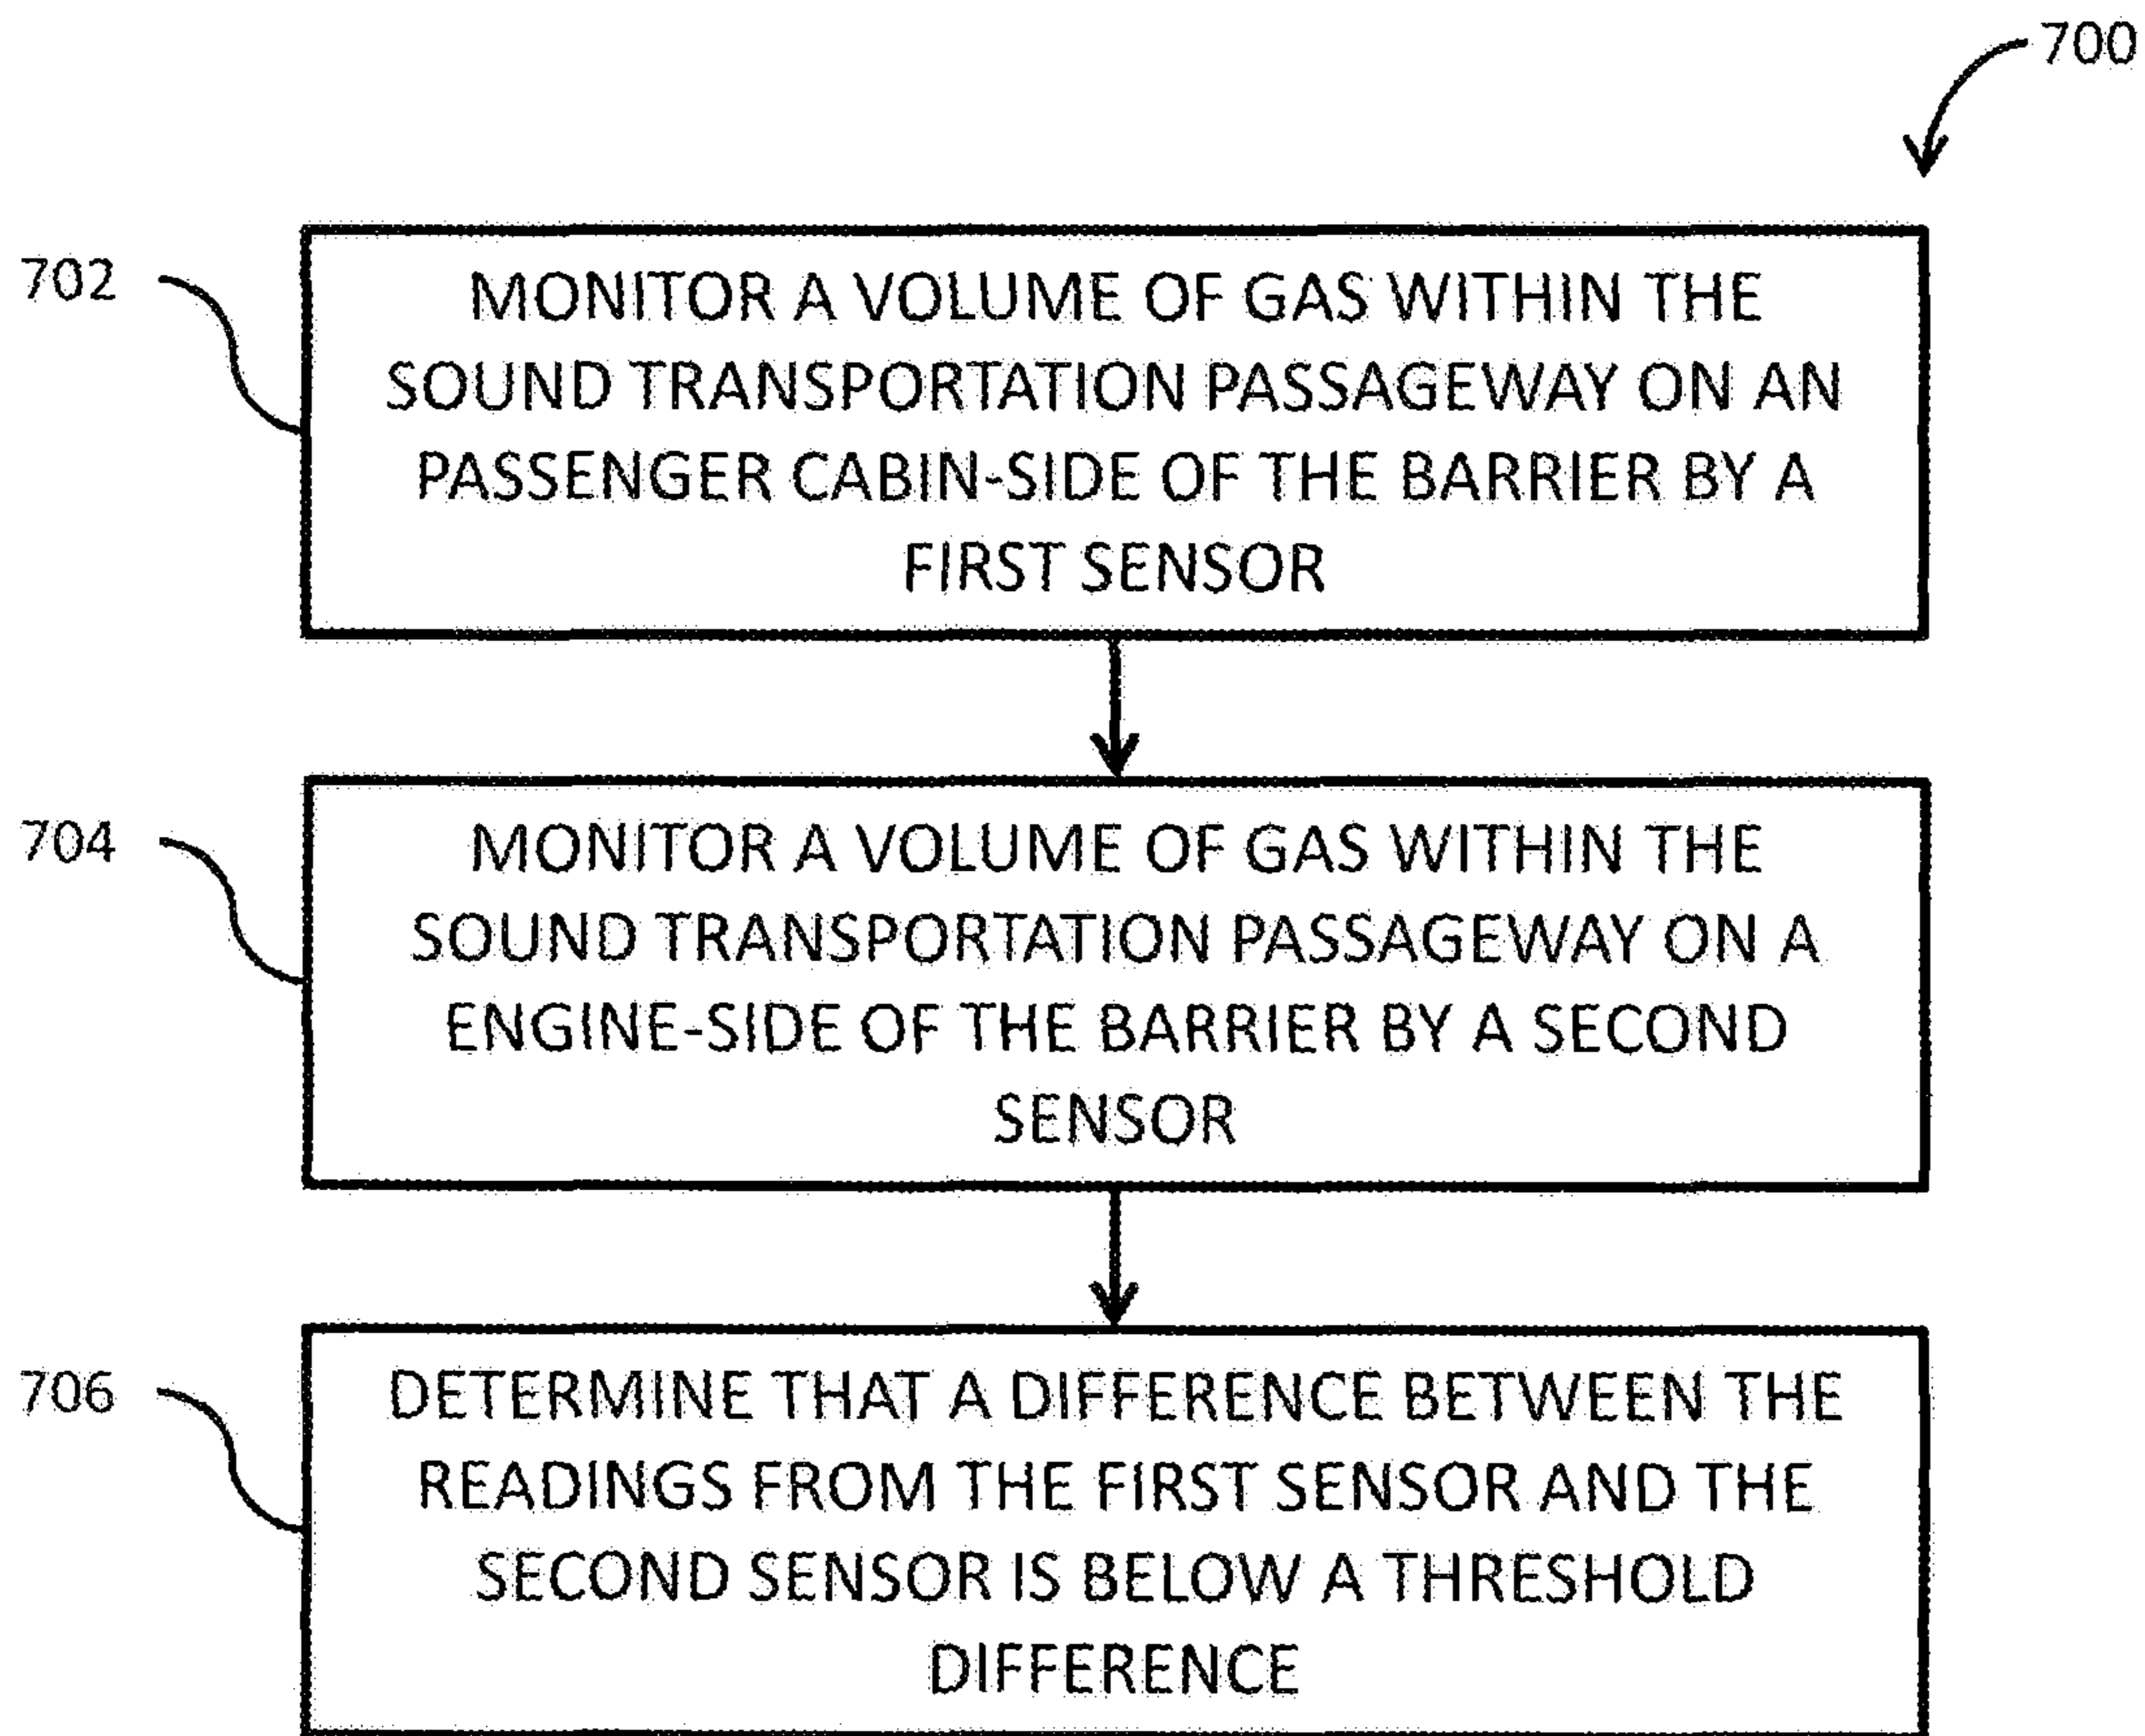 700
702
MONITOR A VOLUME OF GAS WITHIN THE
SOUND TRANSPORTATION PASSAGEWAY ON AN
PASSENGER CABIN-SIDE OF THE BARRIER BY A
FIRST SENSOR
704
MONITOR A VOLUME OF GAS WITHIN THE
SOUND TRANSPORTATION PASSAGEWAY ON A
ENGINE-SIDE OF THE BARRIER BY A SECOND
SENSOR
706
DETERMINE THAT A DIFFERENCE BETWEEN THE
READINGS FROM THE FIRST SENSOR AND THE
SECOND SENSOR IS BELOW A THRESHOLD
DIFFERENCE